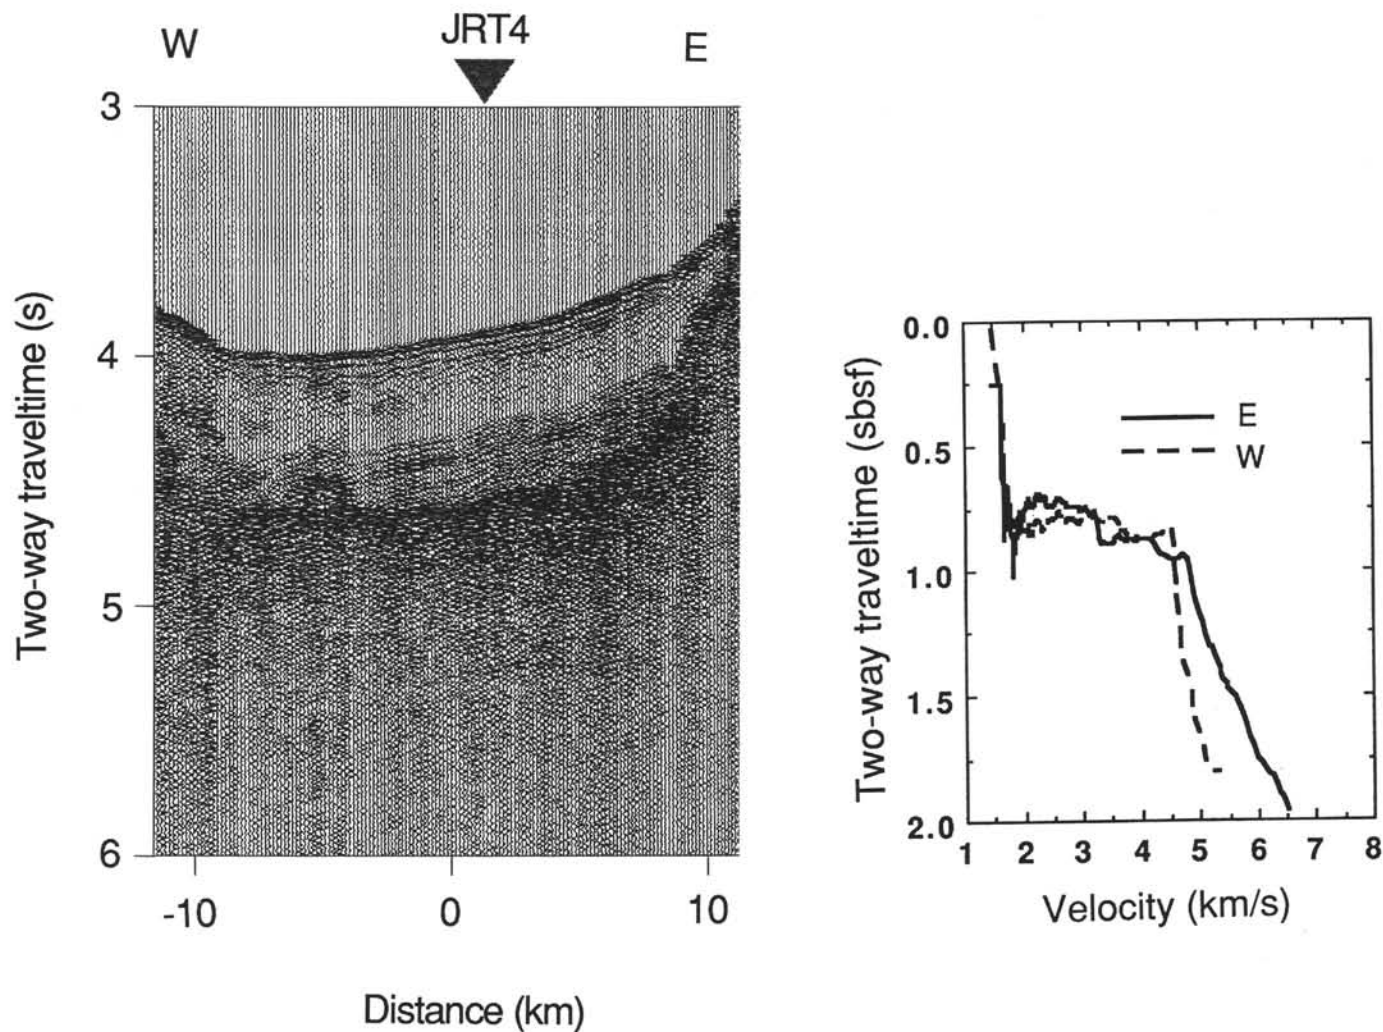 W
JRT4
E
3
4
5
6
Two-way traveltime (s)
-10
0
10
Distance (km)
0.0
0.5
1.0
1.5
2.0
Two-way traveltime (sbsf)
E
W
1 2 3 4 5 6 7 8
Velocity (km/s)